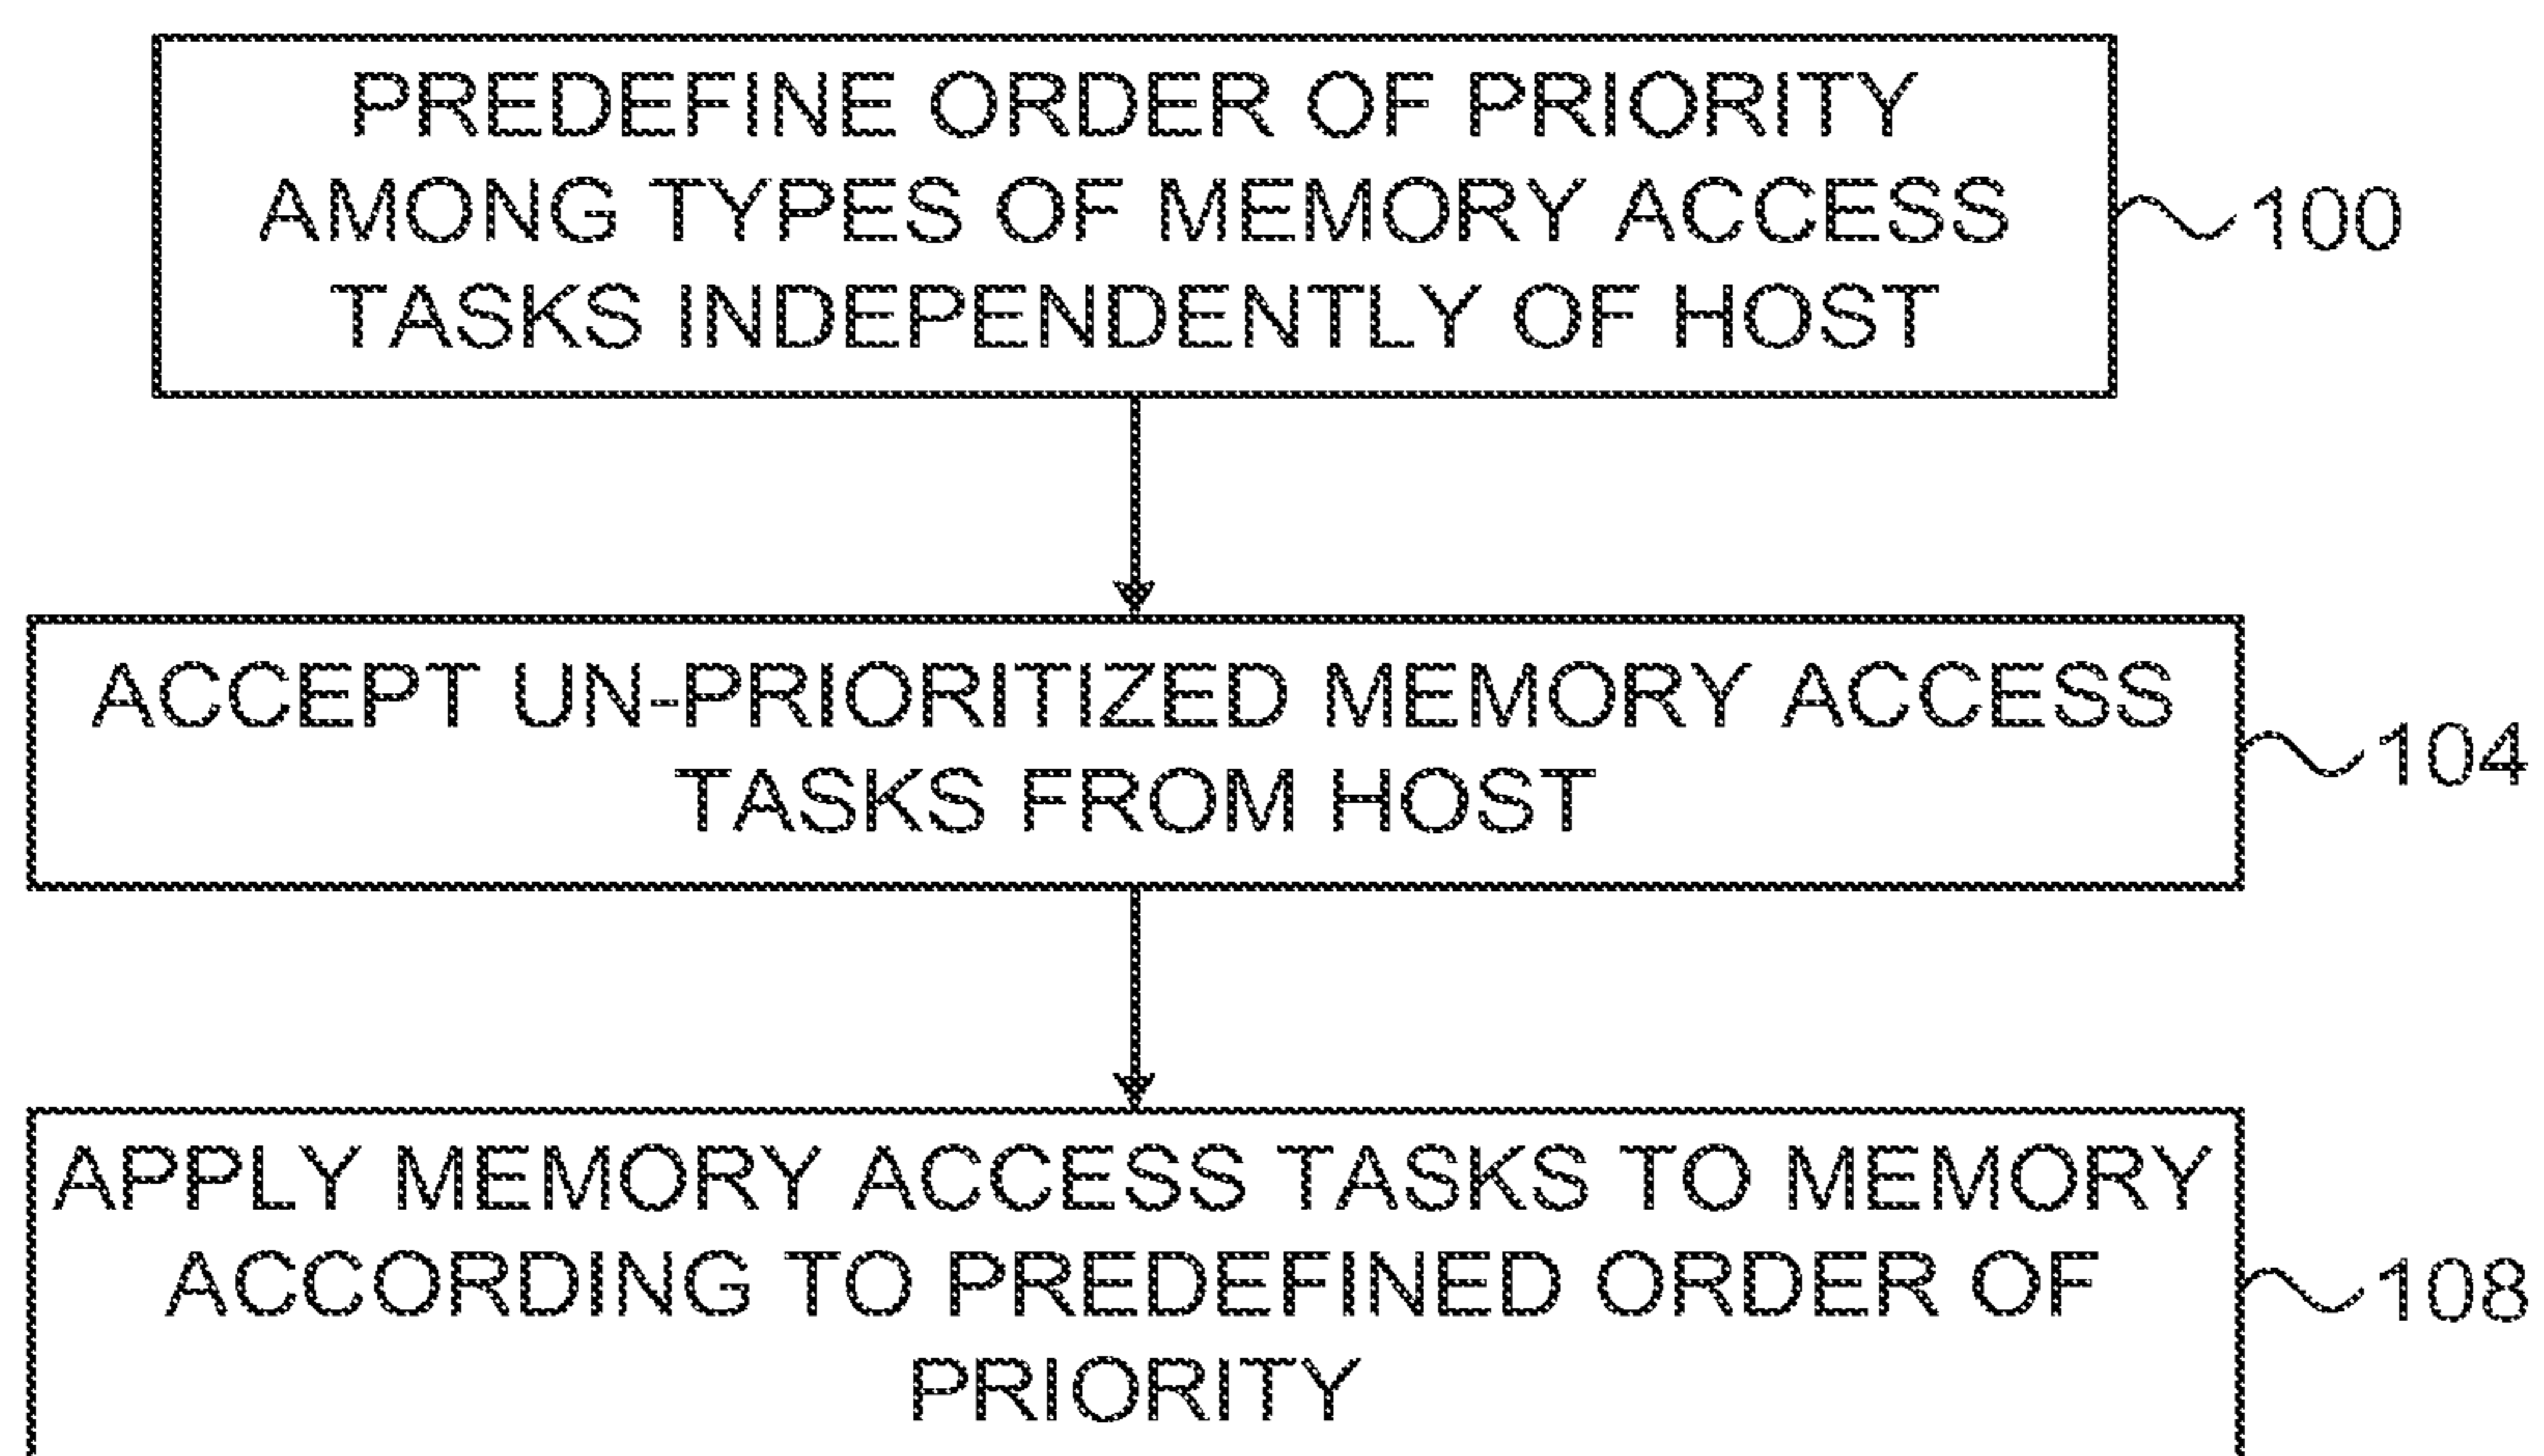 PREDEFINE ORDER OF PRIORITY
AMONG TYPES OF MEMORY ACCESS
TASKS INDEPENDENTLY OF HOST
100
ACCEPT UN-PRIORITIZED MEMORY ACCESS
TASKS FROM HOST
104
APPLY MEMORY ACCESS TASKS TO MEMORY
ACCORDING TO PREDEFINED ORDER OF
PRIORITY
108